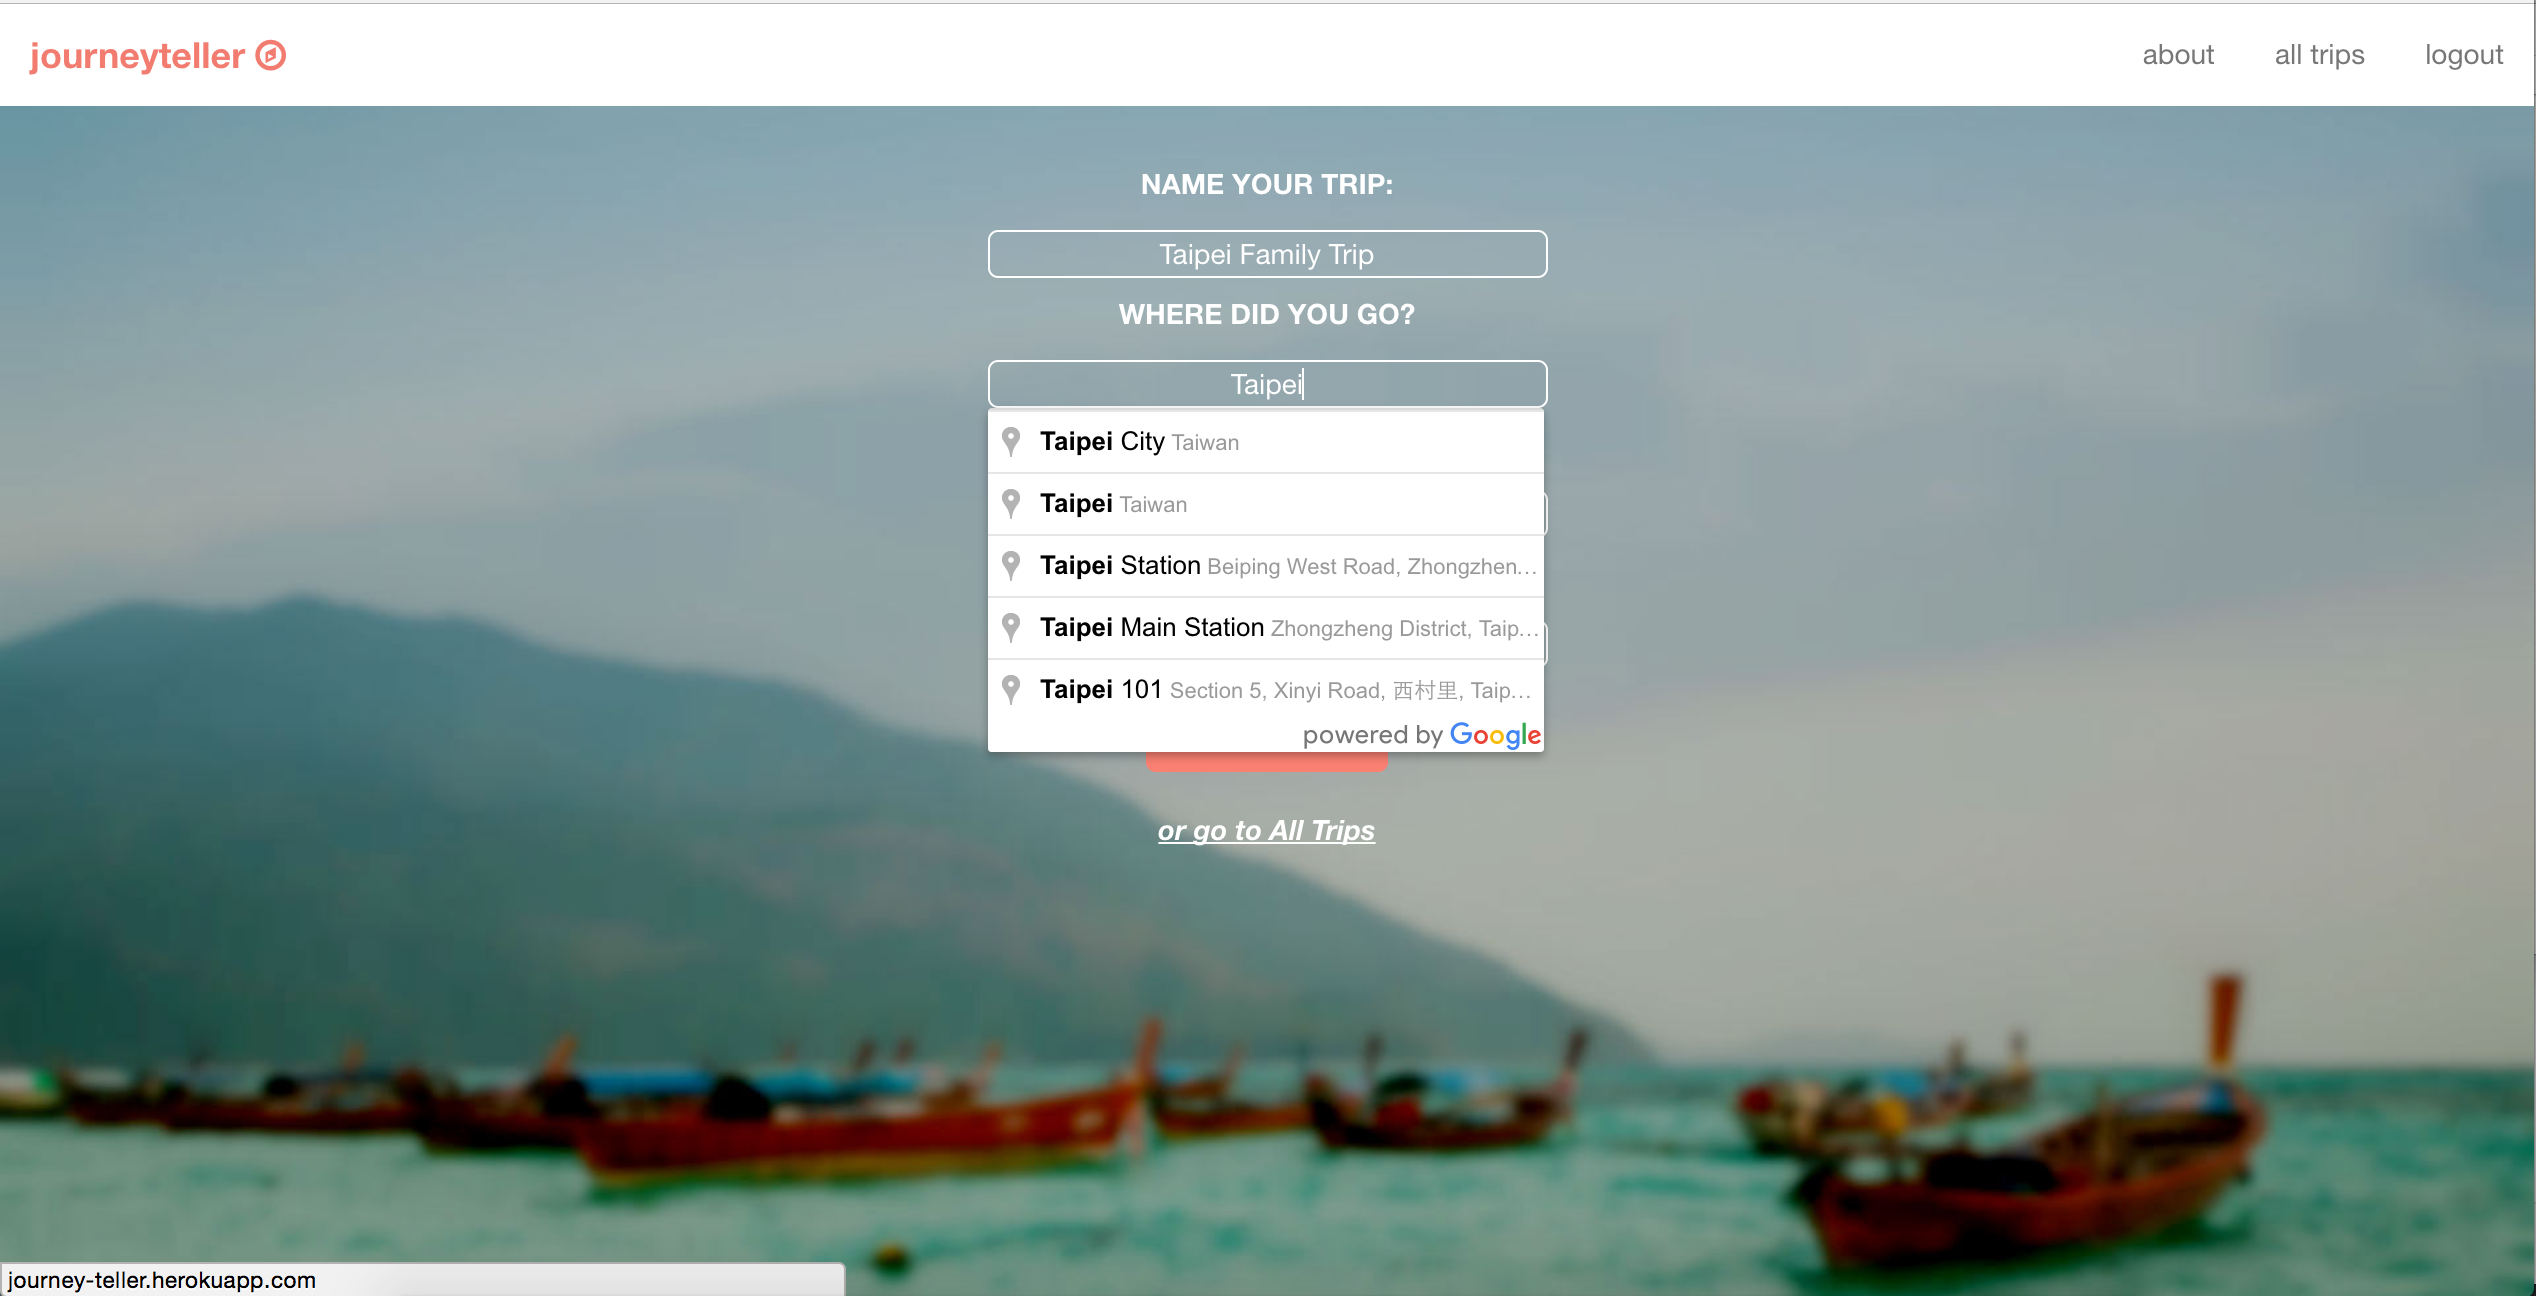 journeyteller
about
all trips
logout
NAME YOUR TRIP:
Taipei Family Trip
WHERE DID YOU GO?
Taipei
Taipei City Taiwan
Taipei Taiwan
Taipei Station Beiping West Road, Zhongzhen...
Taipei Main Station Zhongzheng District, Taip...
Taipei 101 Section 5, Xinyi Road, 西村里, Taip...
powered by Google
or go to All Trips
journey-teller.herokuapp.com